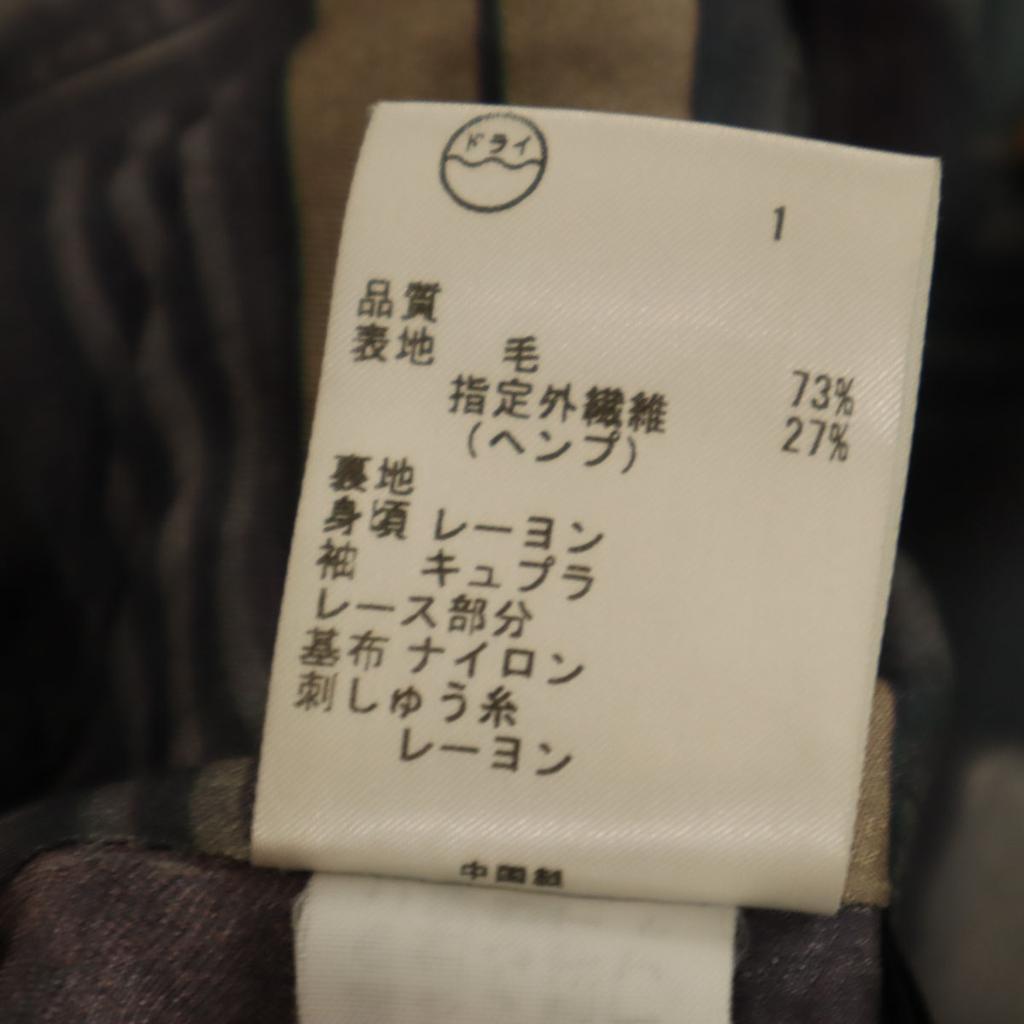 ドライ
1
品質
表地 毛 73%
指定外繊維 27%
(ヘンプ)
裏地
身頃 レーヨン
袖 キュプラ
レース部分
基布 ナイロン
刺しゅう糸
レーヨン
中国製